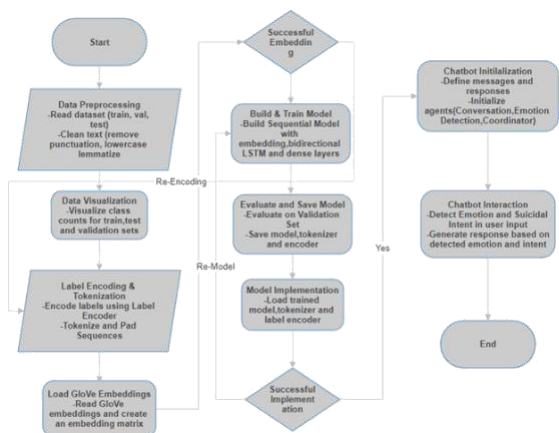 Start
Data Preprocessing
-Read dataset (train, val,
test)
-Clean text (remove
punctuation, lowercase
lemmatize)
Data Visualization
-Visualize class
counts for train,test
and validation sets
Label Encoding &
Tokenization
-Encode labels using Label
Encoder
-Tokenize and Pad
Sequences
Load GloVe Embeddings
-Read GloVe
embeddings and create
an embedding matrix
Successful
Embeddin
g
Build & Train Model
-Build Sequential Model
with
embedding,bidirectional
LSTM and dense layers
Re-Encoding
Evaluate and Save Model
-Evaluate on Validation
Set
-Save model,tokenizer
and encoder
Re-Model
Model Implementation
-Load trained
model,tokenizer and
label encoder
Successful
Implement
ation
Yes
Chatbot Initilalization
-Define messages and
responses
-Initialize
agents(Conversation,Emotion
Detection,Coordinator)
Chatbot Interaction
-Detect Emotion and Suicidal
Intent in user input
-Generate response based on
detected emotion and intent
End